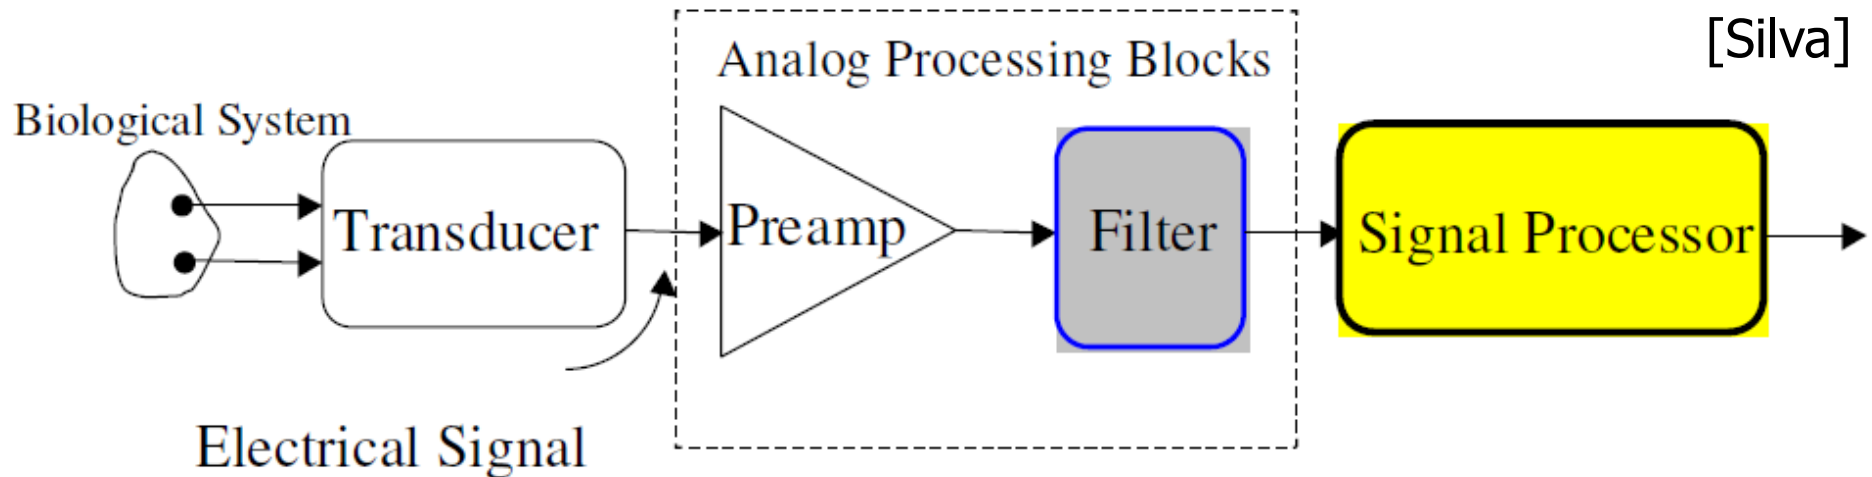 [Silva]
Analog Processing Blocks
Biological System
Transducer
Preamp
Filter
Signal Processor
Electrical Signal